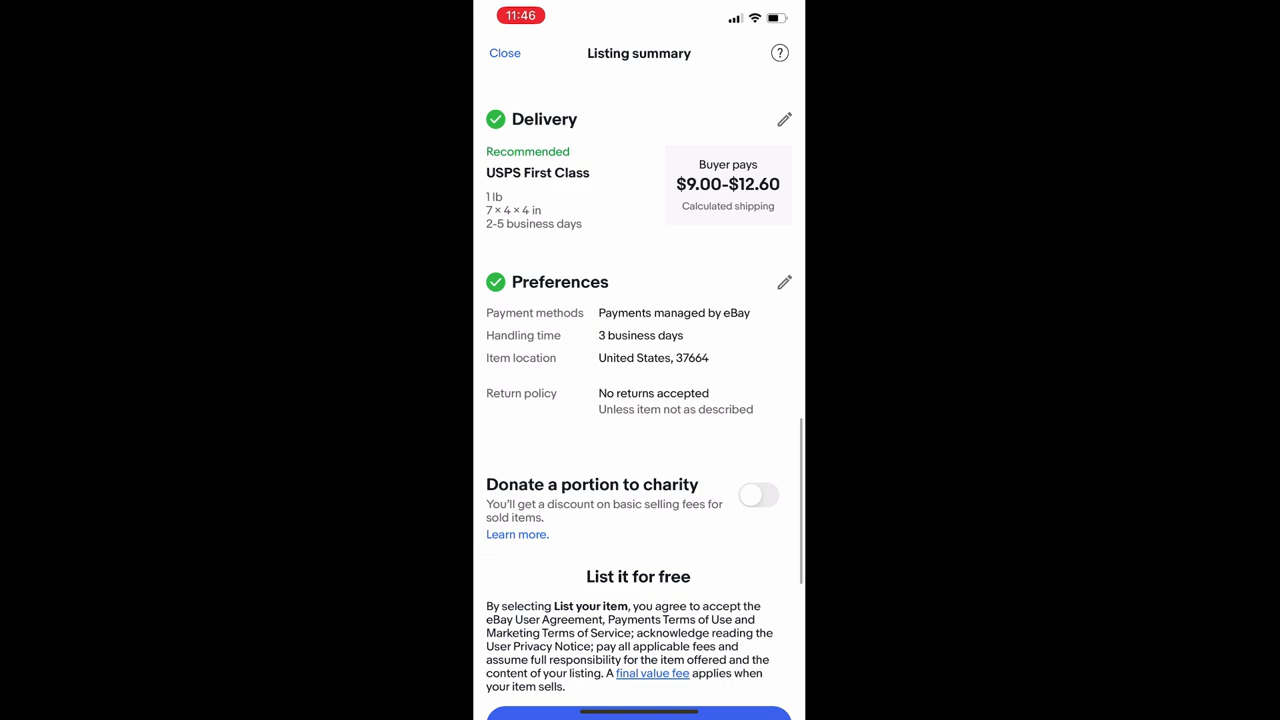 11:46
Close
Listing summary
?
Delivery
Recommended
USPS First Class
1 lb
7 × 4 × 4 in
2-5 business days
Buyer pays
$9.00-$12.60
Calculated shipping
Preferences
Payment methods Payments managed by eBay
Handling time 3 business days
Item location United States, 37664
Return policy No returns accepted
Unless item not as described
Donate a portion to charity
You'll get a discount on basic selling fees for
sold items.
Learn more.
List it for free
By selecting List your item, you agree to accept the
eBay User Agreement, Payments Terms of Use and
Marketing Terms of Service; acknowledge reading the
User Privacy Notice; pay all applicable fees and
assume full responsibility for the item offered and the
content of your listing. A final value fee applies when
your item sells.